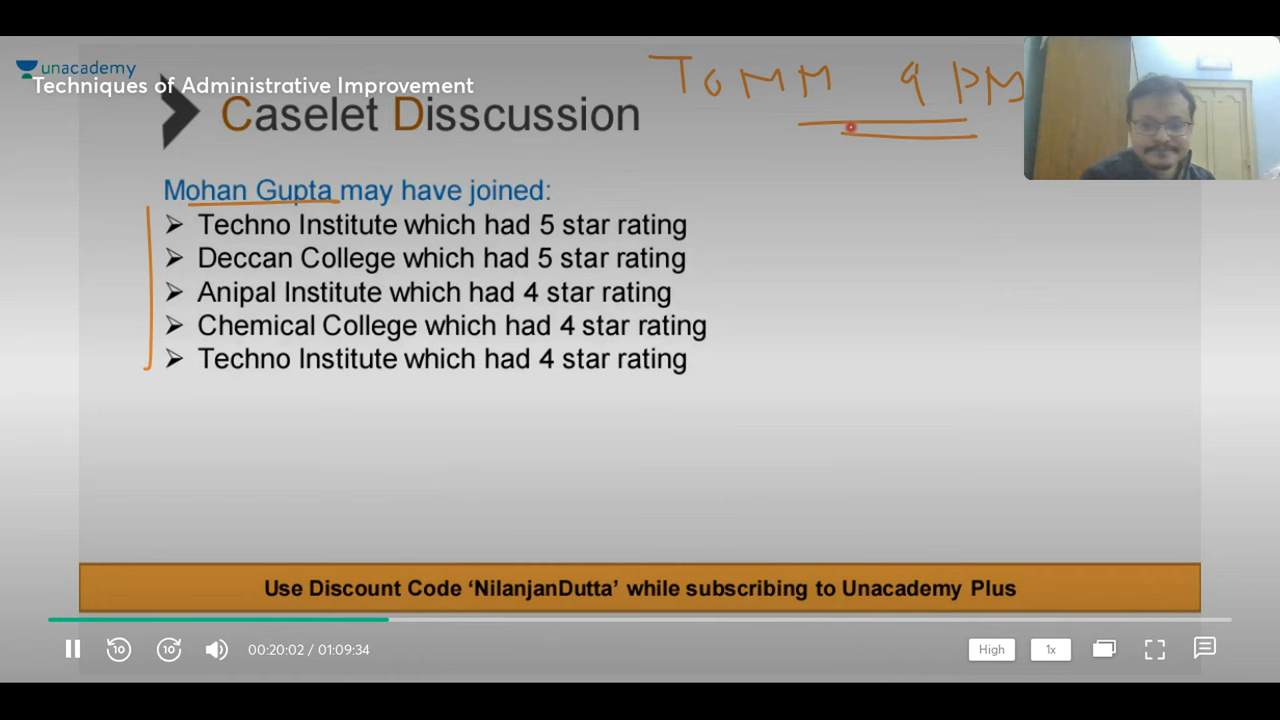 unacademy
Techniques of Administrative Improvement
Tomm 9 PM
Caselet Disscussion
Mohan Gupta may have joined:
Techno Institute which had 5 star rating
Deccan College which had 5 star rating
Anipal Institute which had 4 star rating
Chemical College which had 4 star rating
Techno Institute which had 4 star rating
Use Discount Code ‘NilanjanDutta’ while subscribing to Unacademy Plus
10 10 00:20:02 / 01:09:34 High 1x